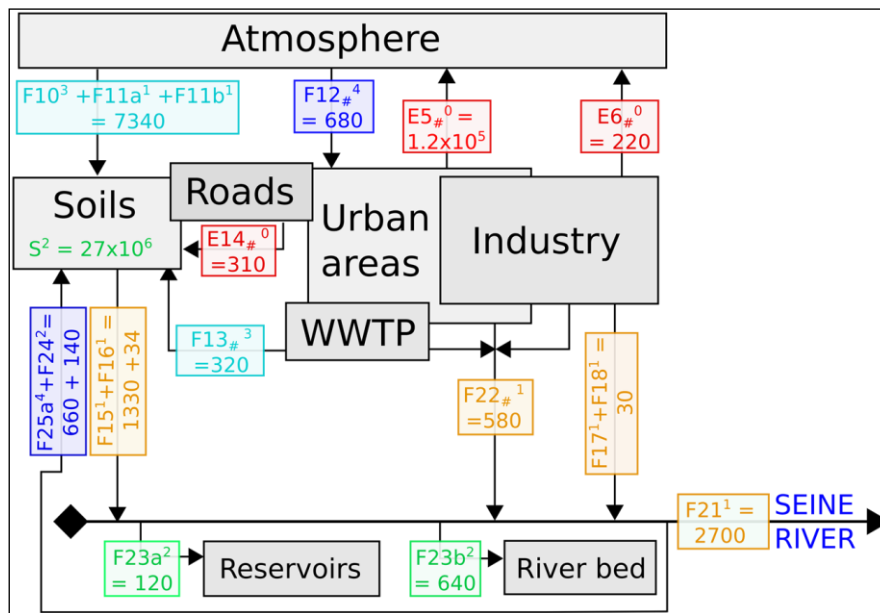 Atmosphere
F10³ +F11a¹ +F11b¹
= 7340
F12#⁴
= 680
E5#⁰ =
1.2x10⁵
E6#⁰
= 220
Soils
S² = 27x10⁶
Roads
E14#⁰
=310
Urban
areas
Industry
WWTP
F13#³
=320
F25a⁴+F24²=
660 + 140
F15¹+F16¹ =
1330 +34
F22#¹
=580
F17¹+F18¹ =
30
F21¹ =
2700
SEINE
RIVER
F23a²
= 120
Reservoirs
F23b²
= 640
River bed